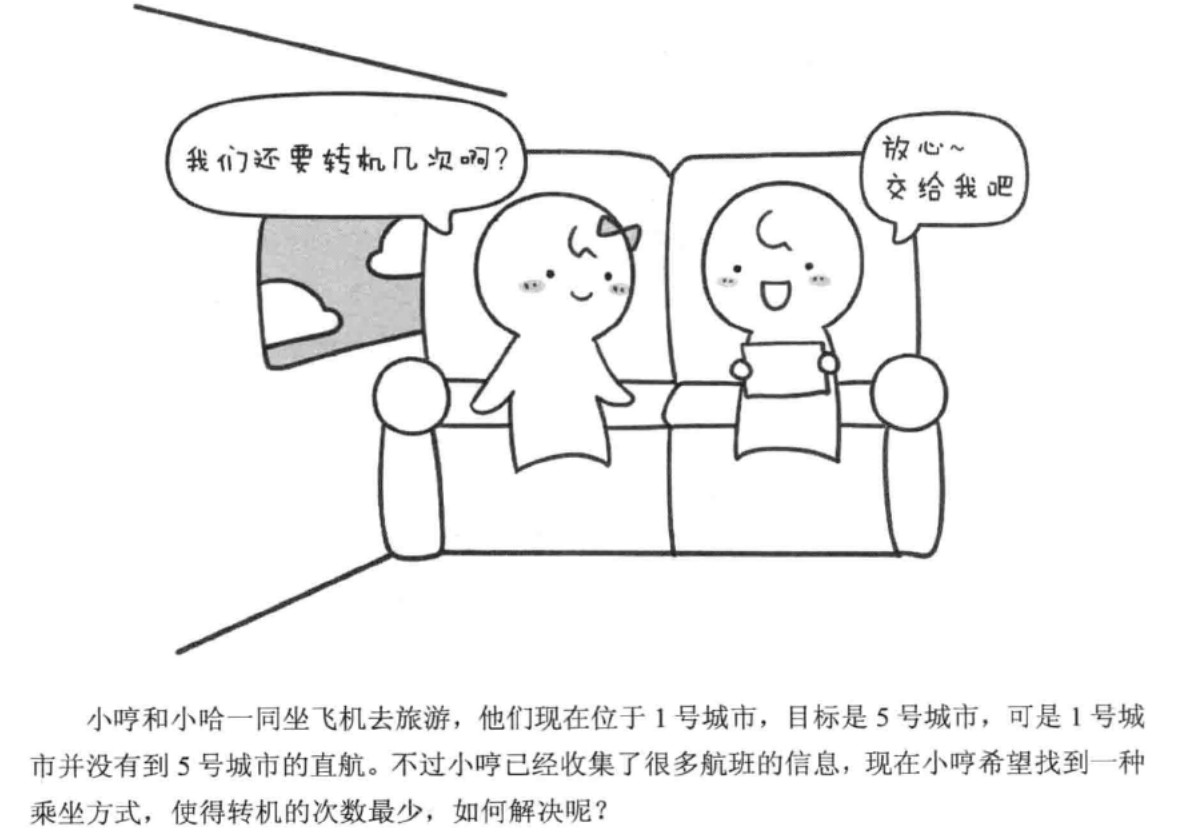 我们还要转机几次啊?
放心~
交给我吧
小哼和小哈一同坐飞机去旅游，他们现在位于 1 号城市，目标是 5 号城市，可是 1 号城
市并没有到 5 号城市的直航。不过小哼已经收集了很多航班的信息，现在小哼希望找到一种
乘坐方式，使得转机的次数最少，如何解决呢？